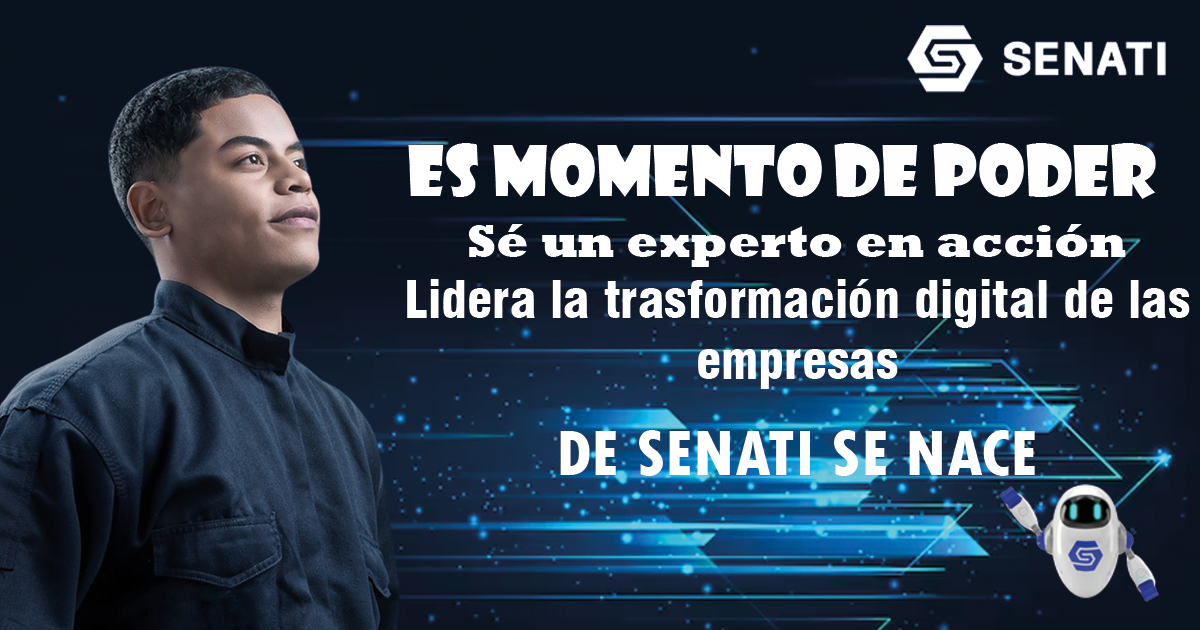 SENATI
ES MOMENTO DE PODER
Sé un experto en acción
Lidera la trasformación digital de las
empresas
DE SENATI SE NACE